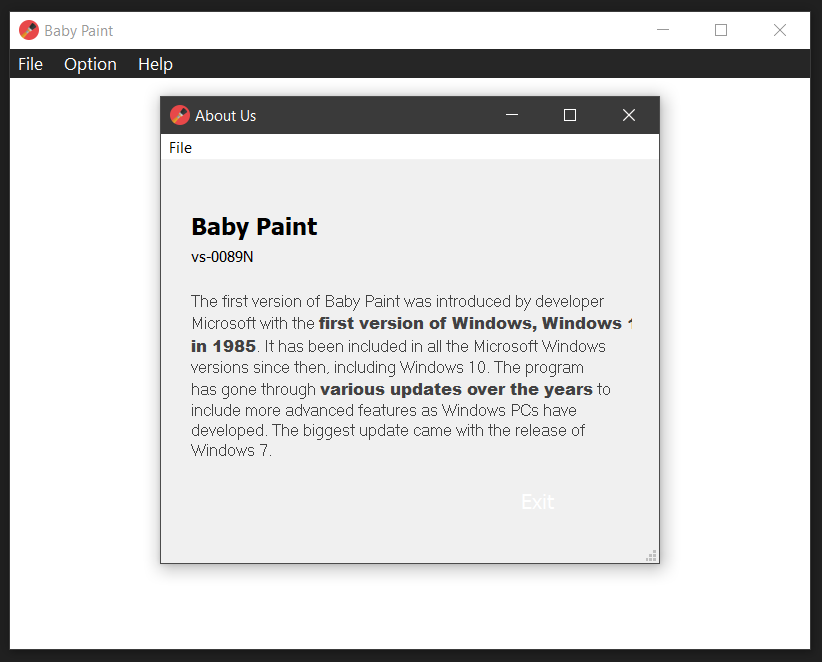 Baby Paint
File Option Help
About Us
File
Baby Paint
vs-0089N
The first version of Baby Paint was introduced by developer
Microsoft with the first version of Windows, Windows
in 1985. It has been included in all the Microsoft Windows
versions since then, including Windows 10. The program
has gone through various updates over the years to
include more advanced features as Windows PCs have
developed. The biggest update came with the release of
Windows 7.
Exit